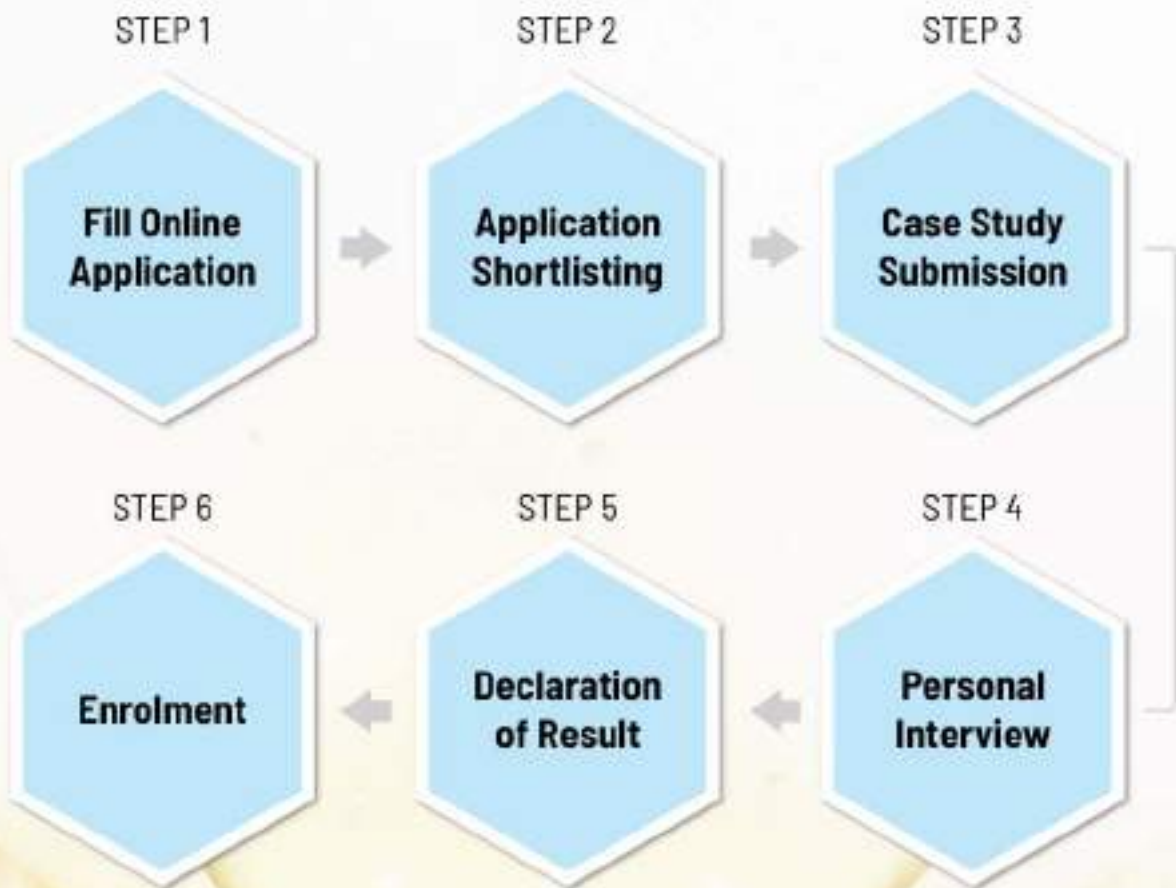 STEP 1
Fill Online
Application
STEP 2
Application
Shortlisting
STEP 3
Case Study
Submission
STEP 4
Personal
Interview
STEP 5
Declaration
of Result
STEP 6
Enrolment